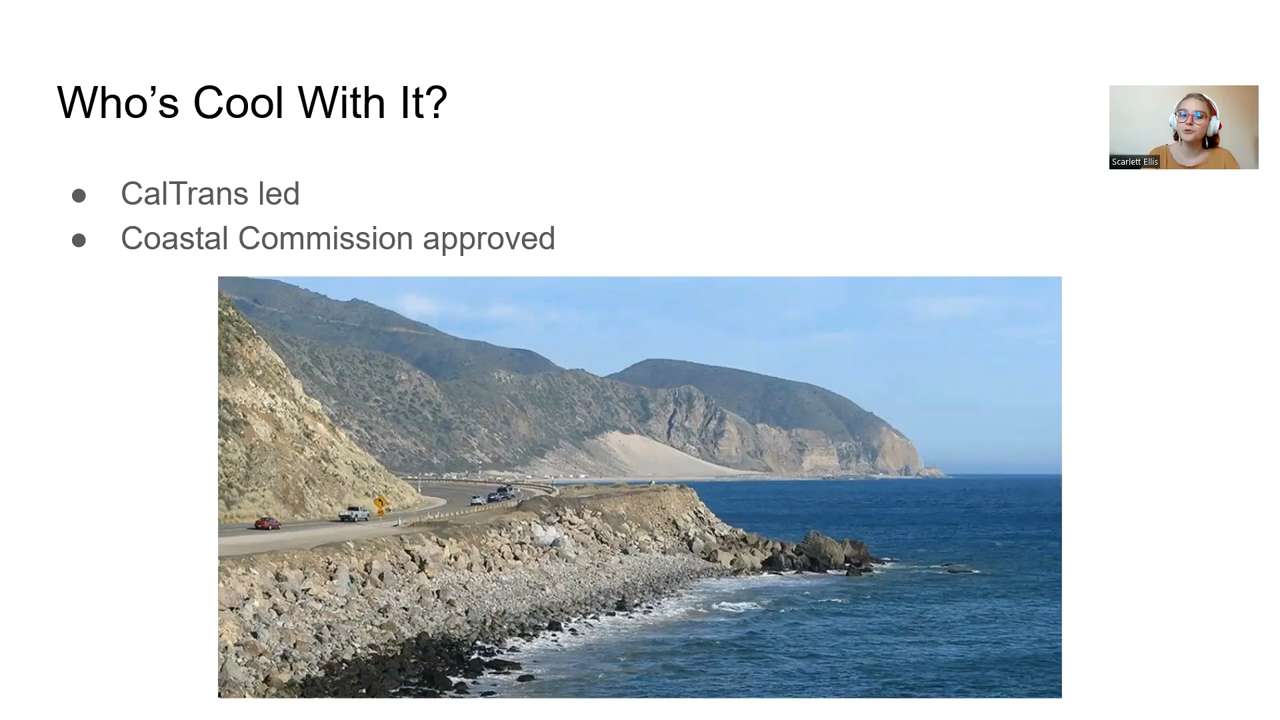 Who’s Cool With It?
Scarlett Ellis
● CalTrans led
● Coastal Commission approved